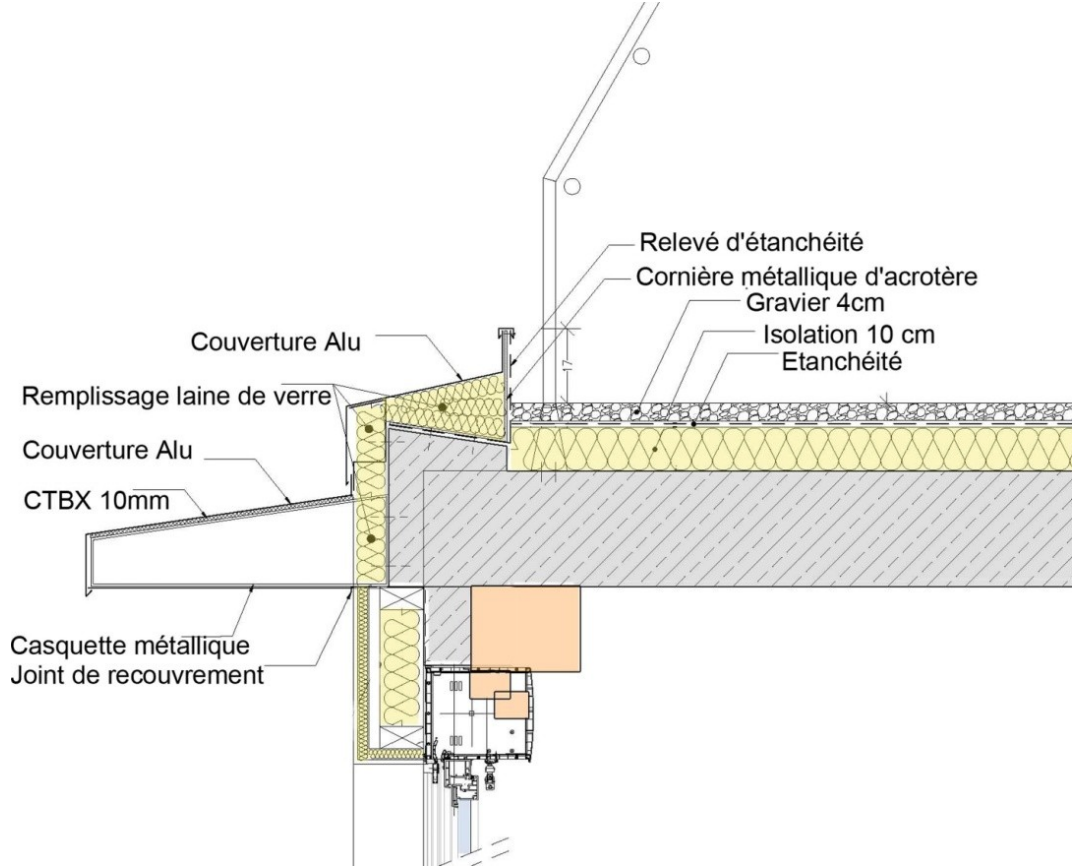 Relevé d'étanchéité
Cornière métallique d'acrotère
Gravier 4cm
Isolation 10 cm
Etanchéité
17
Couverture Alu
Remplissage laine de verre
Couverture Alu
CTBX 10mm
Casquette métallique
Joint de recouvrement